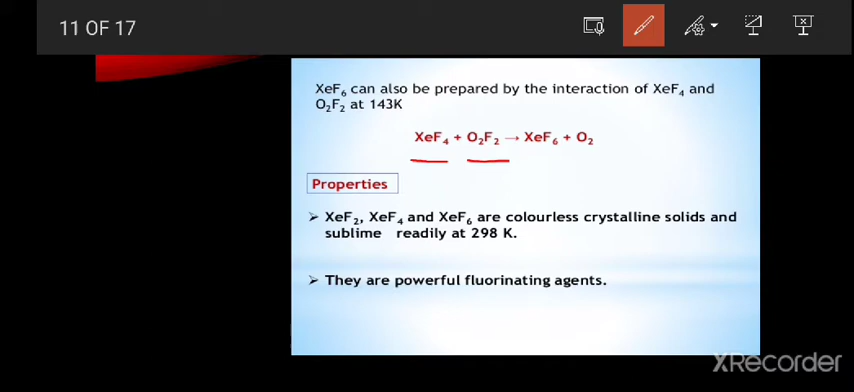 11 OF 17
XeF₆ can also be prepared by the interaction of XeF₄ and
O₂F₂ at 143K
XeF₄ + O₂F₂ → XeF₆ + O₂
Properties
➢ XeF₂, XeF₄ and XeF₆ are colourless crystalline solids and
sublime readily at 298 K.
➢ They are powerful fluorinating agents.
XRecorder